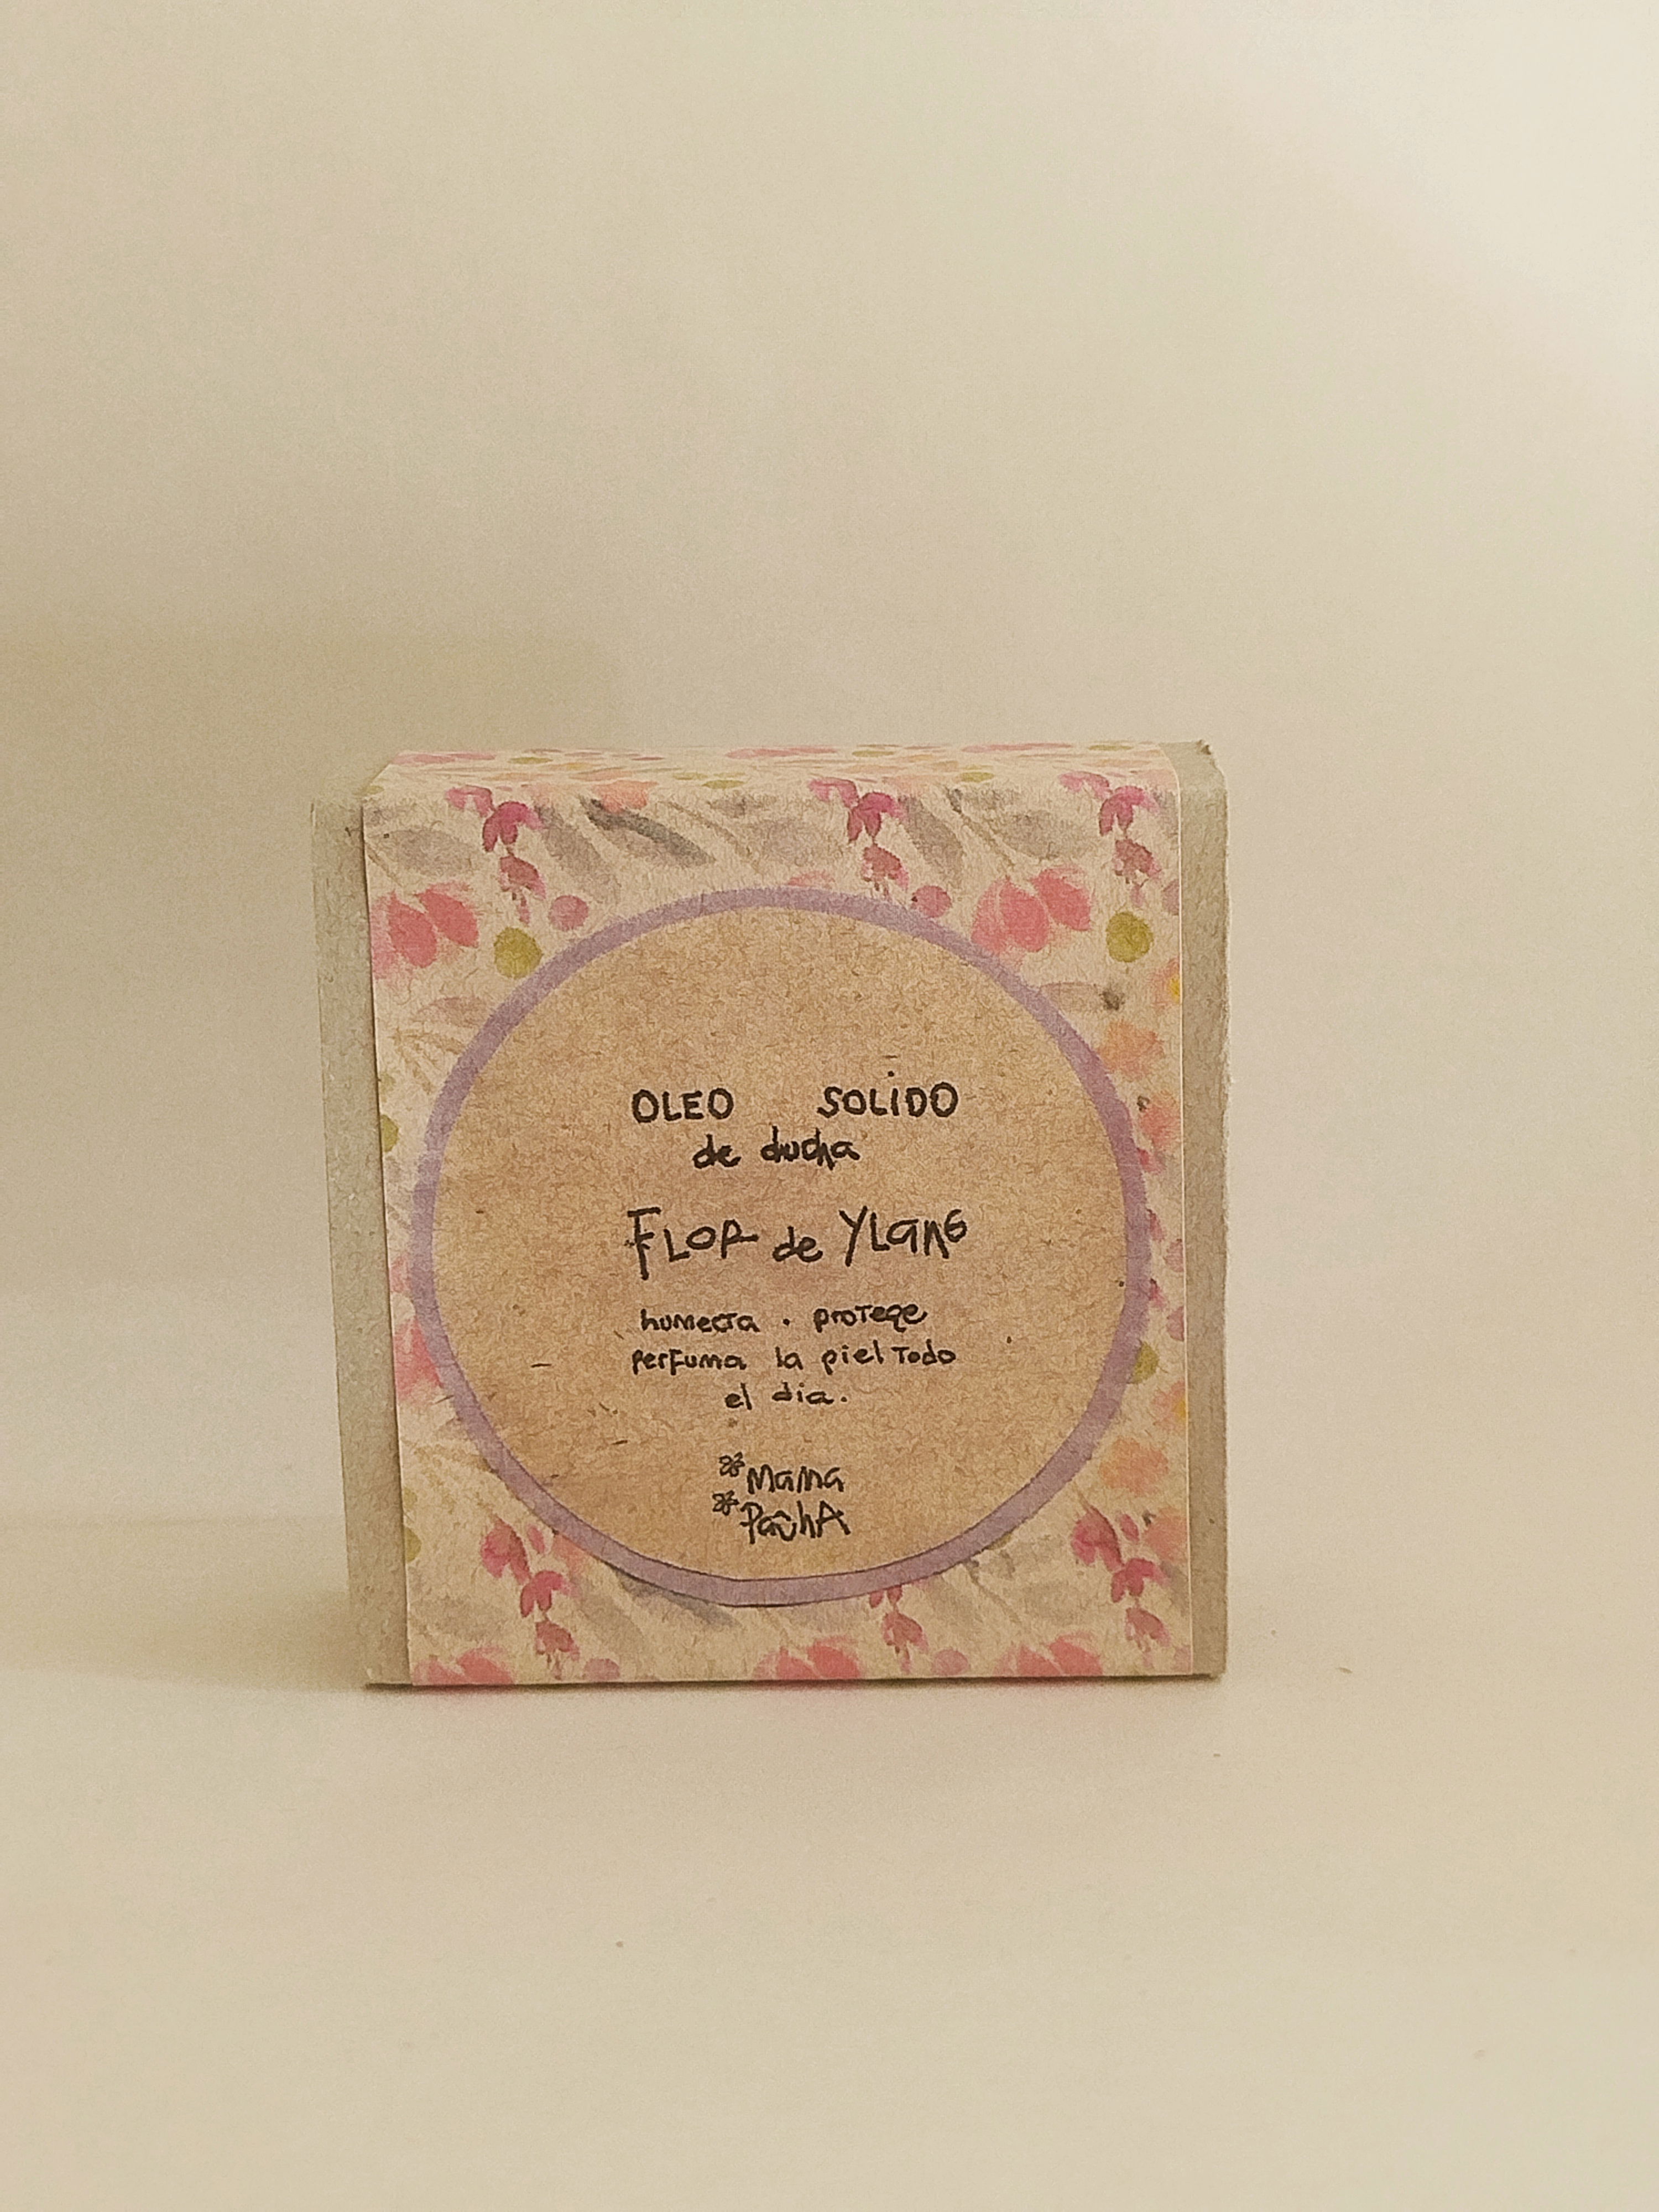 OLEO SOLIDO
de ducha
FLOR de YLANG
humecta . protege
perfuma la piel todo
el dia.
*Mama
*PachA